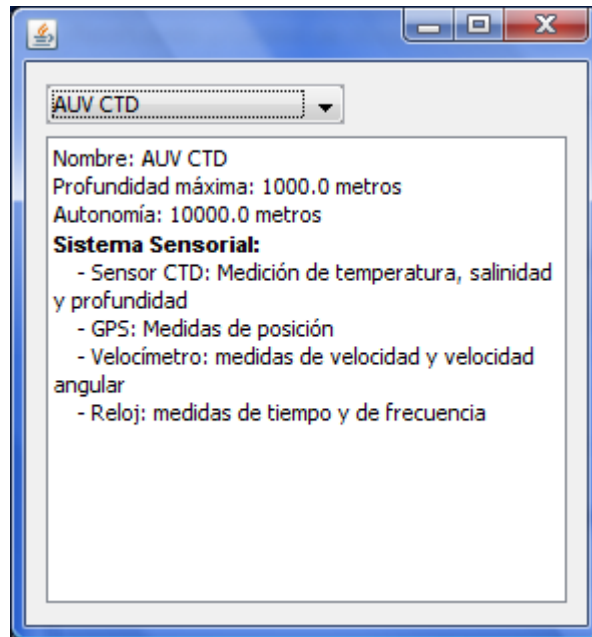 AUV CTD
Nombre: AUV CTD
Profundidad máxima: 1000.0 metros
Autonomía: 10000.0 metros
Sistema Sensorial:
- Sensor CTD: Medición de temperatura, salinidad
y profundidad
- GPS: Medidas de posición
- Velocímetro: medidas de velocidad y velocidad
angular
- Reloj: medidas de tiempo y de frecuencia